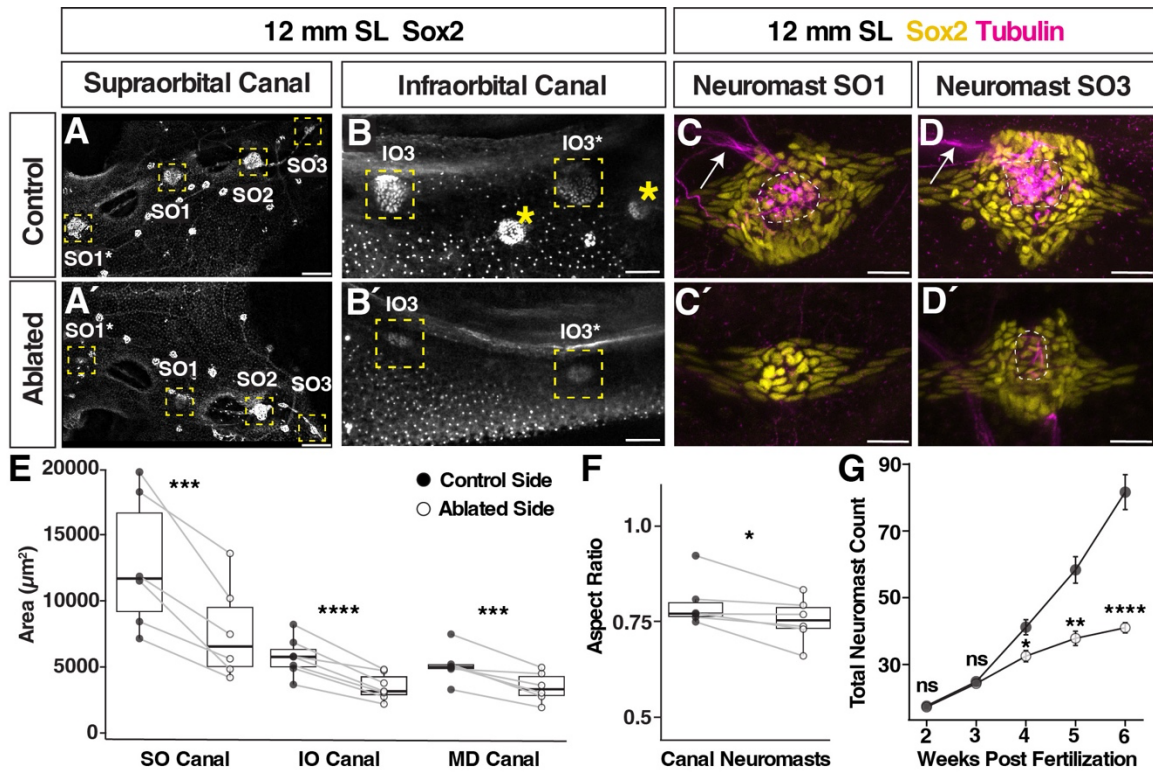 12 mm SL Sox2
12 mm SL Sox2 Tubulin
Supraorbital Canal
Infraorbital Canal
Neuromast SO1
Neuromast SO3
Control
A
SO3
SO2
SO1
SO1*
B
IO3
IO3*
*
*
C
D
Ablated
A´
SO1*
SO1
SO2
SO3
B´
IO3
IO3*
C´
D´
E
20000
15000
10000
5000
0
Area (µm²)
***
****
***
Control Side
Ablated Side
SO Canal
IO Canal
MD Canal
F
1.0
0.75
0.5
Aspect Ratio
*
Canal Neuromasts
G
90
70
50
30
Total Neuromast Count
ns
ns
*
**
****
2 3 4 5 6
Weeks Post Fertilization